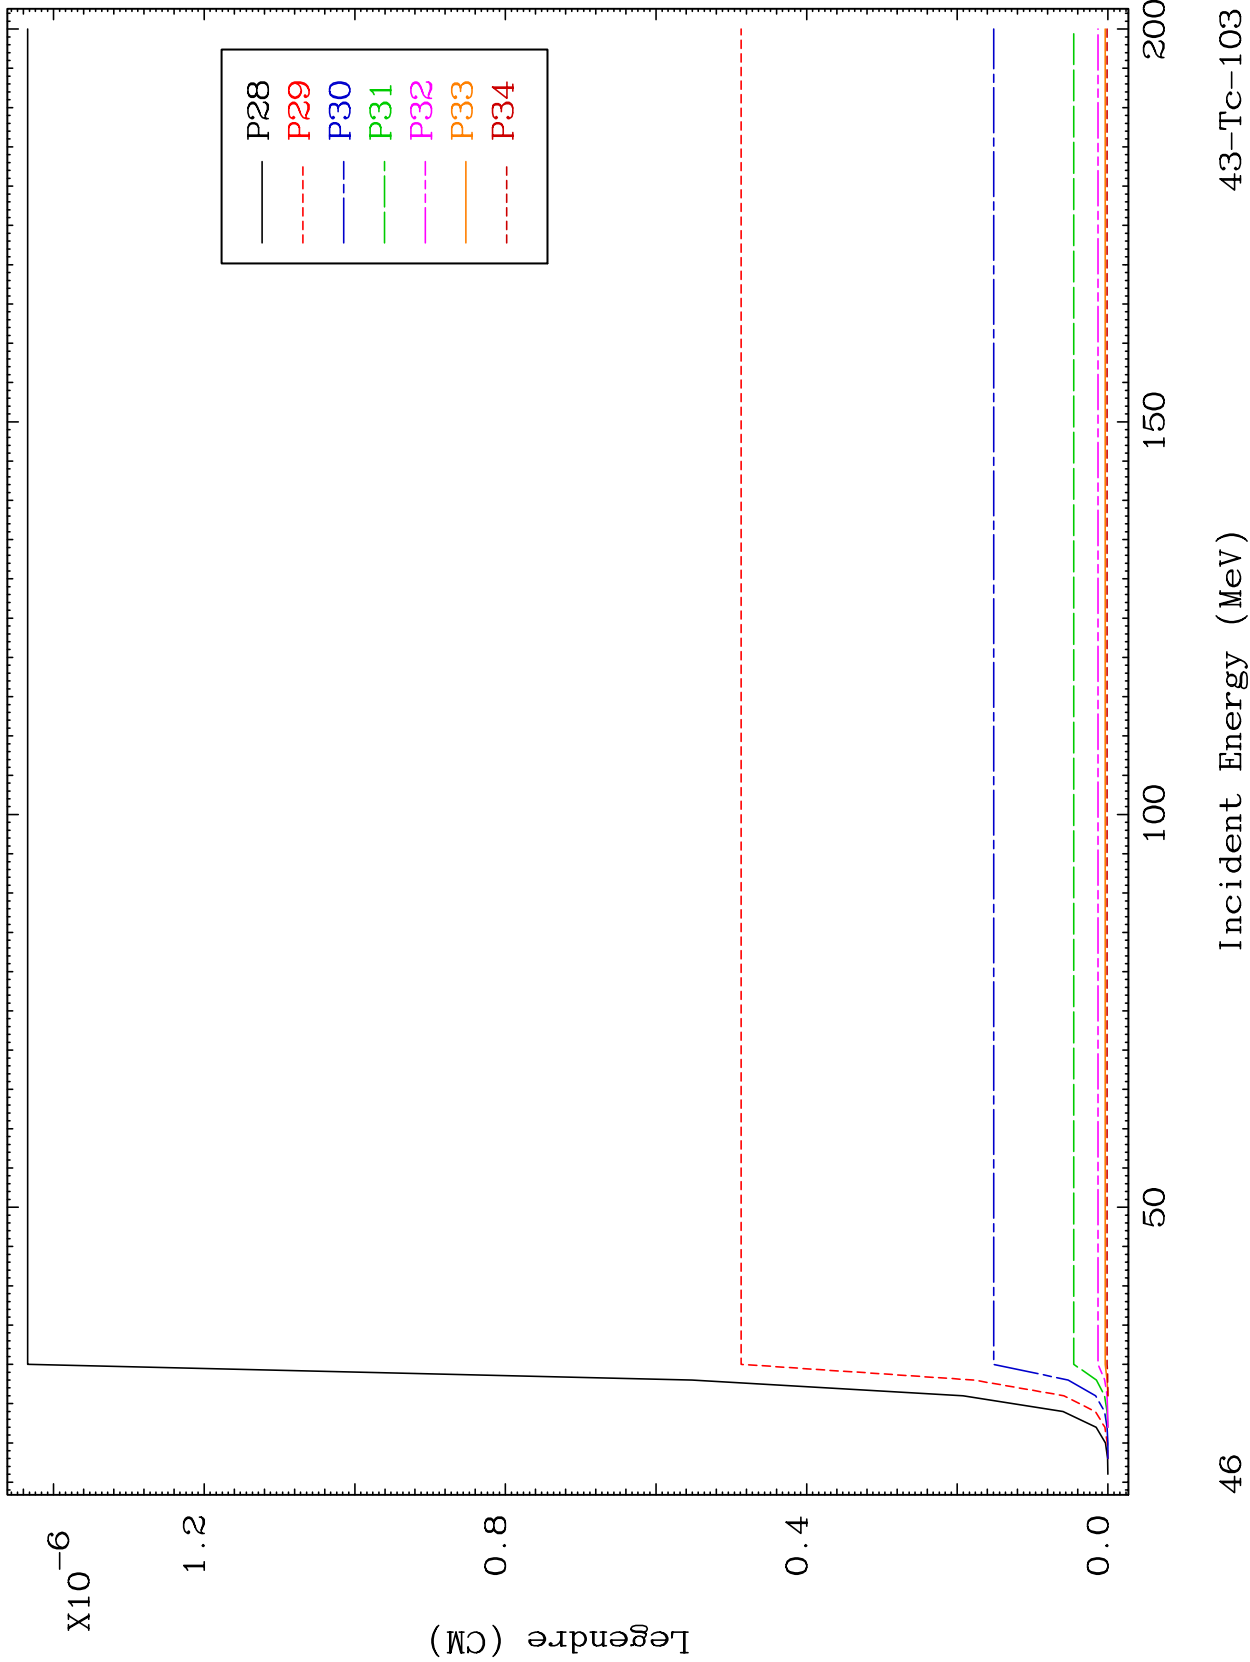 X10 -6
1.2
0.8
0.4
0.0
Legendre (CM)
P28
P29
P30
P31
P32
P33
P34
50
100
150
200
Incident Energy (MeV)
46
43-Tc-103